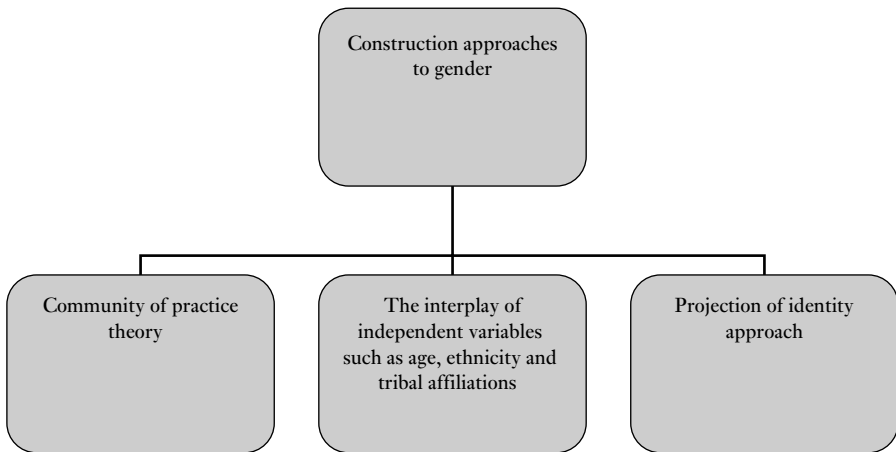 Construction approaches
to gender
Community of practice
theory
The interplay of
independent variables
such as age, ethnicity and
tribal affiliations
Projection of identity
approach